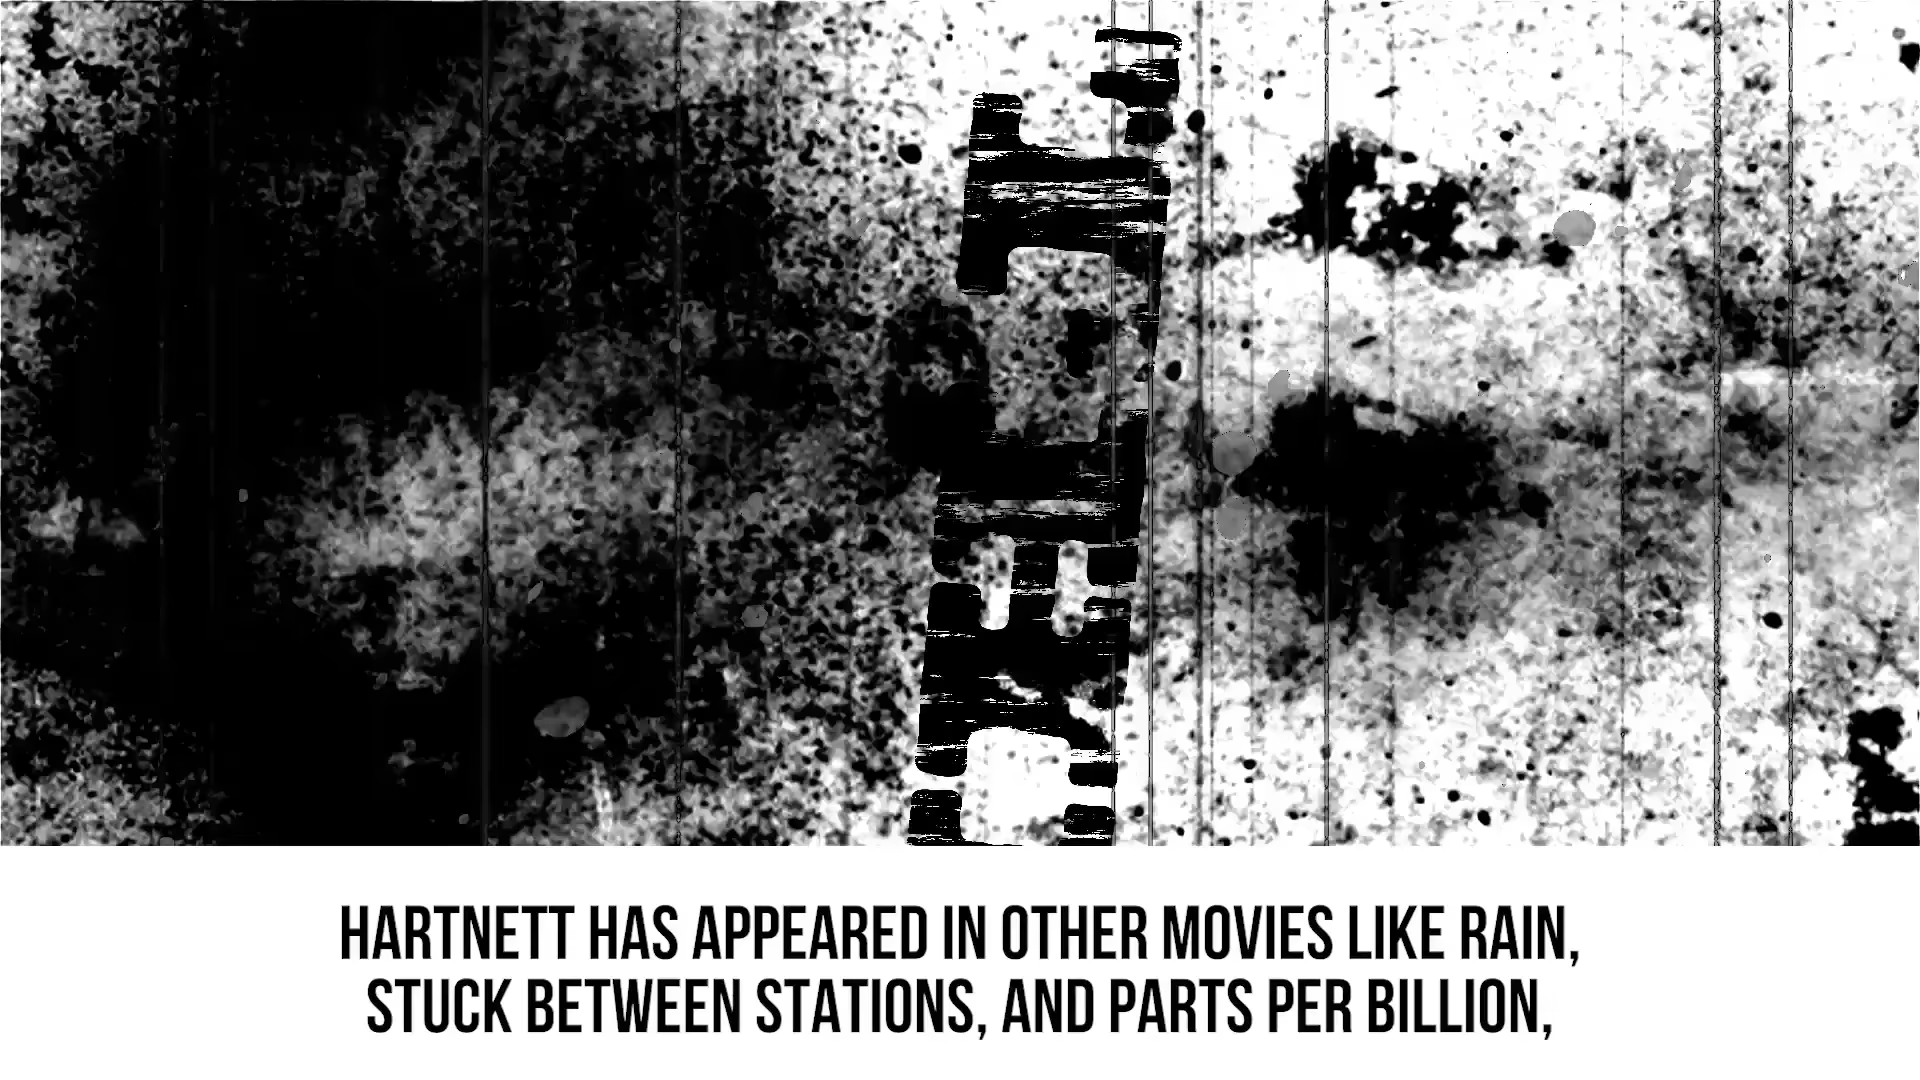 HARTNETT HAS APPEARED IN OTHER MOVIES LIKE RAIN,
STUCK BETWEEN STATIONS, AND PARTS PER BILLION,